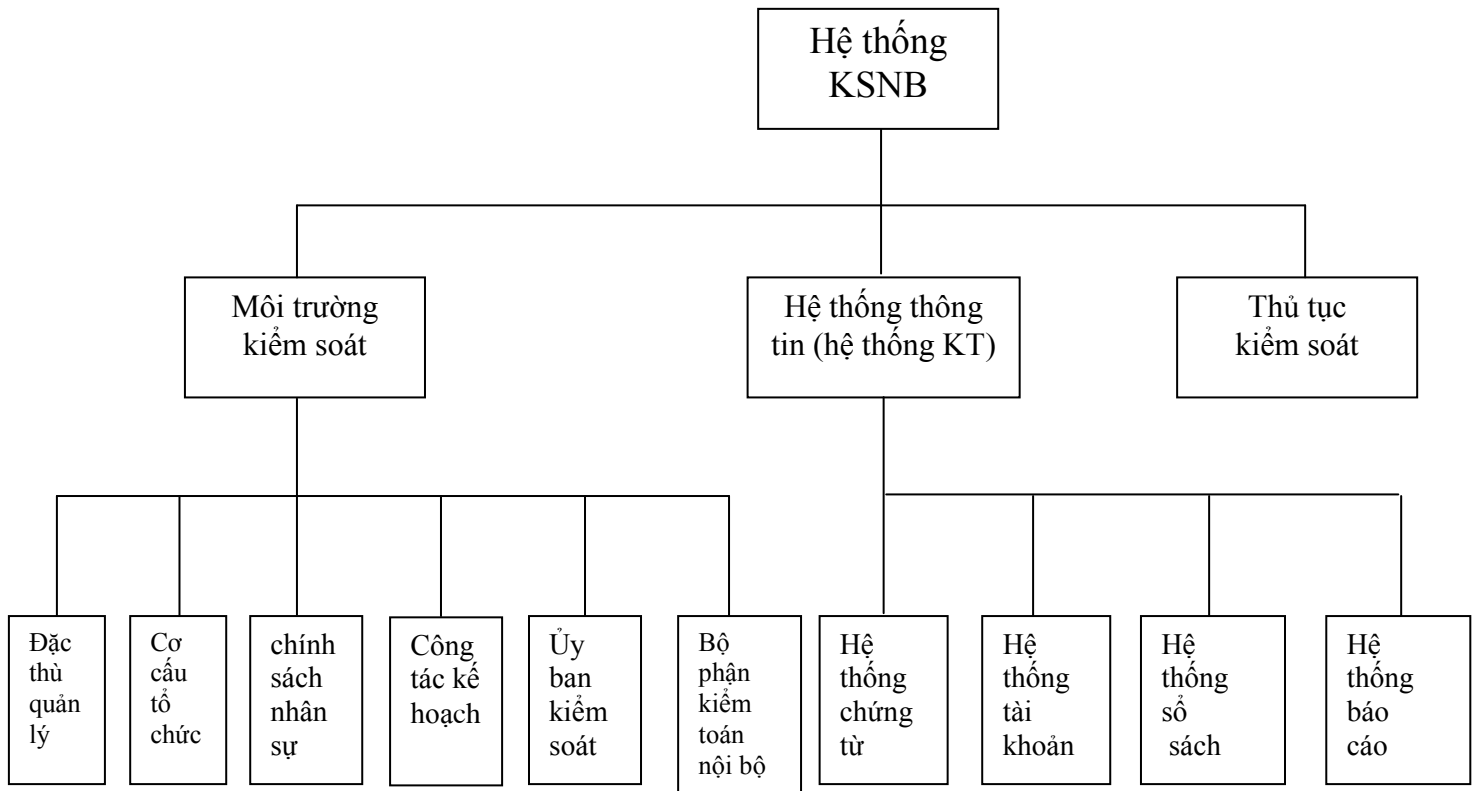 Hệ thống
KSNB
Môi trường
kiểm soát
Hệ thống thông
tin (hệ thống KT)
Thủ tục
kiểm soát
Đặc
thù
quản
lý
Cơ
cấu
tổ
chức
chính
sách
nhân
sự
Công
tác kế
hoạch
Ủy
ban
kiểm
soát
Bộ
phận
kiểm
toán
nội bộ
Hệ
thống
chứng
từ
Hệ
thống
tài
khoản
Hệ
thống
sổ
sách
Hệ
thống
báo
cáo